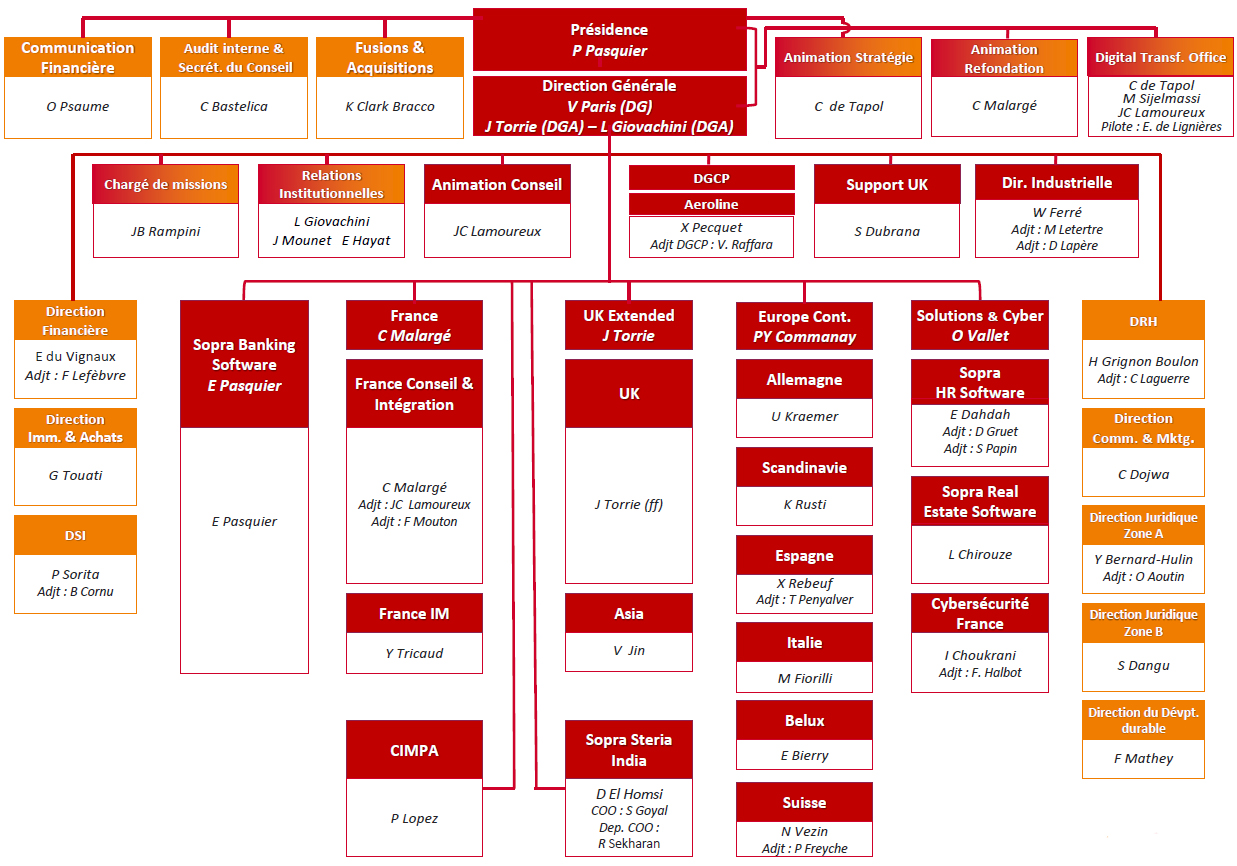 Présidence
P Pasquier
Direction Générale
V Paris (DG)
J Torrie (DGA) – L Giovachini (DGA)
Communication
Financière
O Psaume
Audit interne &
Secrét. du Conseil
C Bastelica
Fusions &
Acquisitions
K Clark Bracco
Animation Stratégie
C de Tapol
Animation
Refondation
C Malargé
Digital Transf. Office
C de Tapol
M Sijelmassi
JC Lamoureux
Pilote : E. de Lignières
Chargé de missions
JB Rampini
Relations
Institutionnelles
L Giovachini
J Mounet E Hayat
Animation Conseil
JC Lamoureux
DGCP
Aeroline
X Pecquet
Adjt DGCP : V. Raffara
Support UK
S Dubrana
Dir. Industrielle
W Ferré
Adjt : M Letertre
Adjt : D Lapère
Direction
Financière
E du Vignaux
Adjt : F Lefèbvre
Direction
Imm. & Achats
G Touati
DSI
P Sorita
Adjt : B Cornu
Sopra Banking
Software
E Pasquier
E Pasquier
France
C Malargé
France Conseil &
Intégration
C Malargé
Adjt : JC Lamoureux
Adjt : F Mouton
France IM
Y Tricaud
CIMPA
P Lopez
UK Extended
J Torrie
UK
J Torrie (ff)
Asia
V Jin
Sopra Steria
India
D El Homsi
COO : S Goyal
Dep. COO :
R Sekharan
Europe Cont.
PY Commanay
Allemagne
U Kraemer
Scandinavie
K Rusti
Espagne
X Rebeuf
Adjt : T Penyalver
Italie
M Fiorilli
Belux
E Bierry
Suisse
N Vezin
Adjt : P Freyche
Solutions & Cyber
O Vallet
Sopra
HR Software
E Dahdah
Adjt : D Gruet
Adjt : S Papin
Sopra Real
Estate Software
L Chirouze
Cybersécurité
France
I Choukrani
Adjt : F. Halbot
DRH
H Grignon Boulon
Adjt : C Laguerre
Direction
Comm. & Mktg.
C Dojwa
Direction Juridique
Zone A
Y Bernard-Hulin
Adjt : O Aoutin
Direction Juridique
Zone B
S Dangu
Direction du Dévpt.
durable
F Mathey